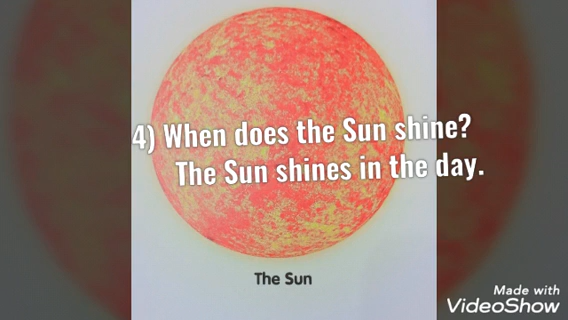 4) When does the Sun shine?
The Sun shines in the day.
The Sun
Made with
VideoShow